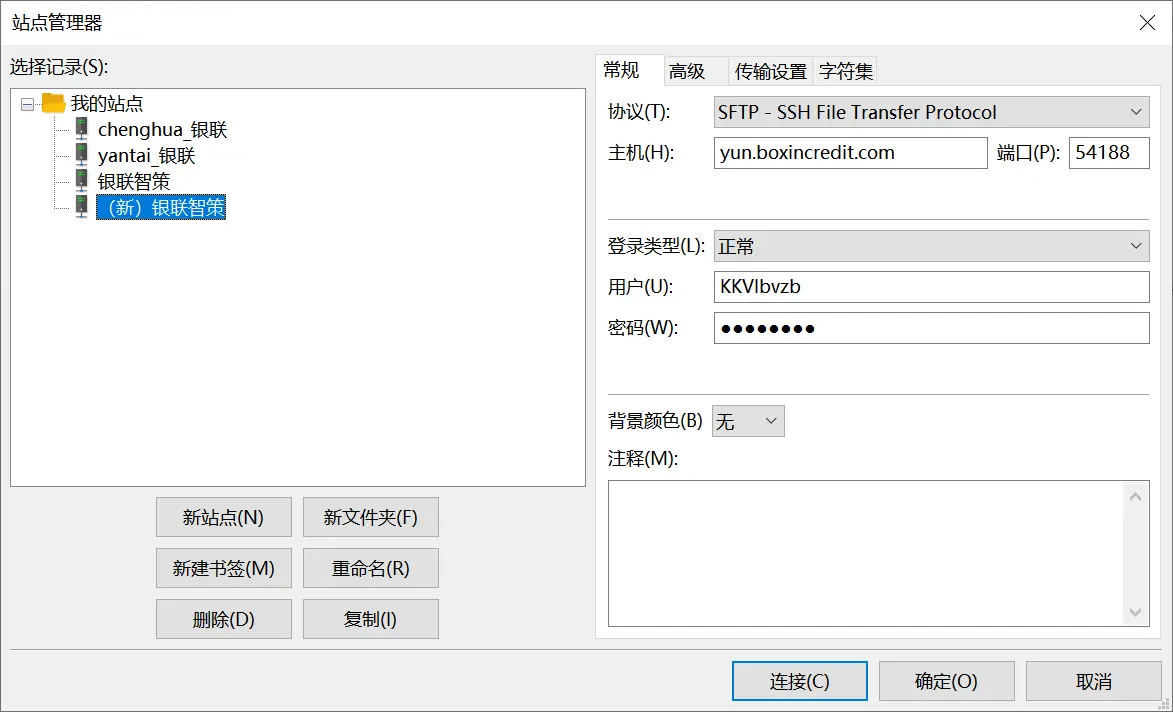 站点管理器
选择记录(S):
我的站点
chenghua_银联
yantai_银联
银联智策
（新）银联智策
新站点(N)
新文件夹(F)
新建书签(M)
重命名(R)
删除(D)
复制(I)
常规
高级
传输设置
字符集
协议(T):
SFTP - SSH File Transfer Protocol
主机(H):
yun.boxincredit.com
端口(P):
54188
登录类型(L):
正常
用户(U):
KKVlbvzb
密码(W):
●●●●●●●●
背景颜色(B)
无
注释(M):
连接(C)
确定(O)
取消